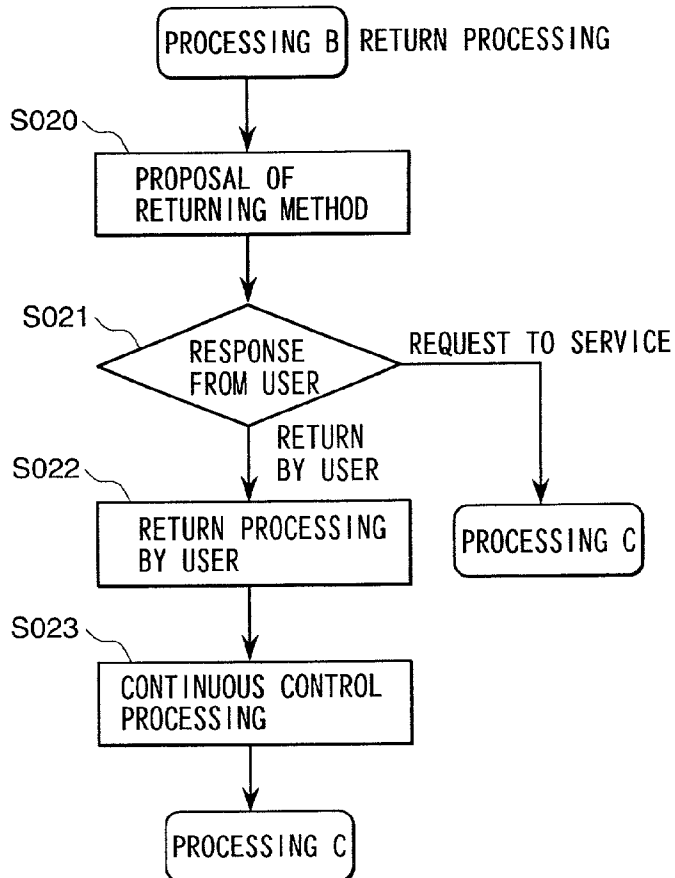 PROCESSING B RETURN PROCESSING
S020
PROPOSAL OF
RETURNING METHOD
S021
RESPONSE
FROM USER
REQUEST TO SERVICE
RETURN
BY USER
S022
RETURN PROCESSING
BY USER
PROCESSING C
S023
CONTINUOUS CONTROL
PROCESSING
PROCESSING C